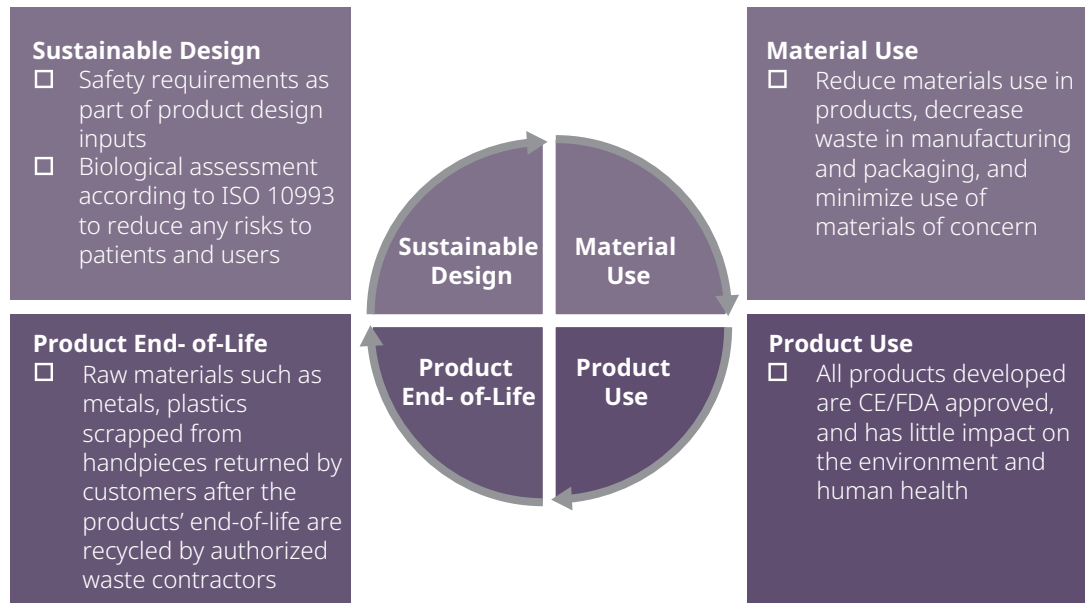 Sustainable Design
☐ Safety requirements as
part of product design
inputs
☐ Biological assessment
according to ISO 10993
to reduce any risks to
patients and users
Material Use
☐ Reduce materials use in
products, decrease
waste in manufacturing
and packaging, and
minimize use of
materials of concern
Sustainable
Design
Material
Use
Product
End- of-Life
Product
Use
Product End- of-Life
☐ Raw materials such as
metals, plastics
scrapped from
handpieces returned by
customers after the
products’ end-of-life are
recycled by authorized
waste contractors
Product Use
☐ All products developed
are CE/FDA approved,
and has little impact on
the environment and
human health